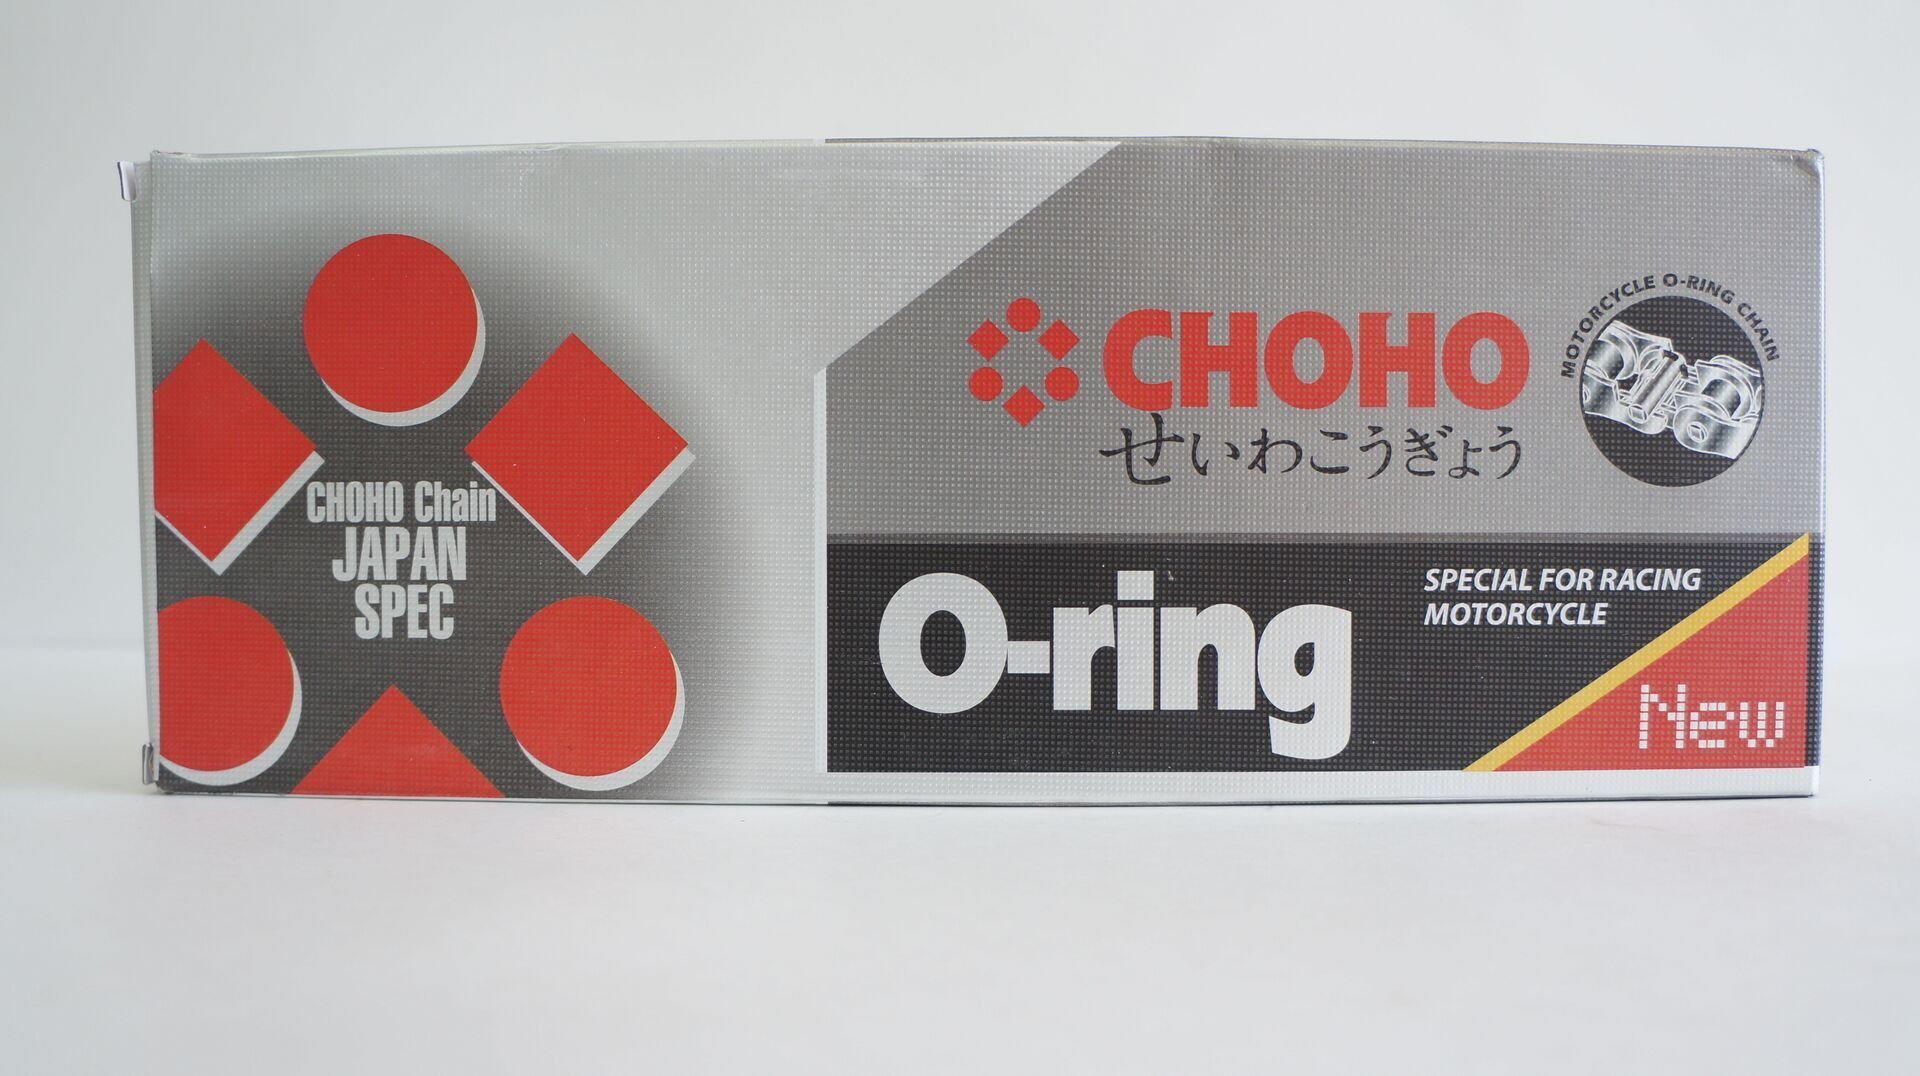 CHOHO Chain
JAPAN
SPEC
CHOHO
せいわこうぎょう
MOTORCYCLE O-RING CHAIN
O-ring
SPECIAL FOR RACING
MOTORCYCLE
New